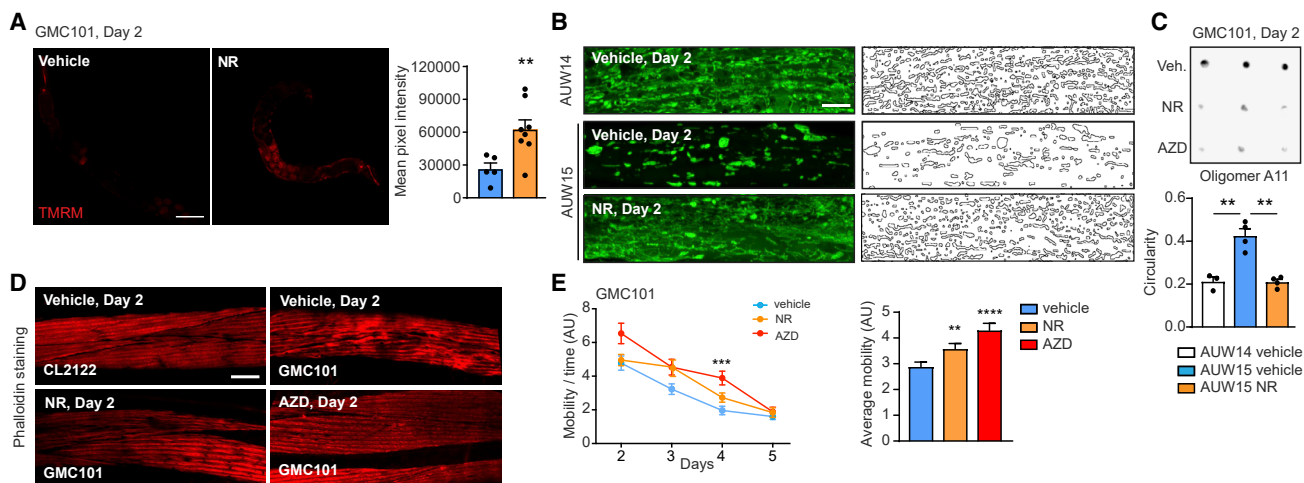 A
GMC101, Day 2
Vehicle
NR
TMRM
**
120000
90000
60000
30000
0
Mean pixel intensity
B
AUW14
AUW15
Vehicle, Day 2
Vehicle, Day 2
NR, Day 2
C
GMC101, Day 2
Veh.
NR
AZD
Oligomer A11
0.6
0.4
0.2
0.0
Circularity
** **
AUW14 vehicle
AUW15 vehicle
AUW15 NR
D
Phalloidin staining
Vehicle, Day 2
CL2122
Vehicle, Day 2
GMC101
NR, Day 2
GMC101
AZD, Day 2
GMC101
E
GMC101
vehicle
NR
AZD
***
8
6
4
2
0
Mobility / time (AU)
2 3 4 5
Days
5
4
3
2
1
0
Average mobility (AU)
** ****
vehicle
NR
AZD